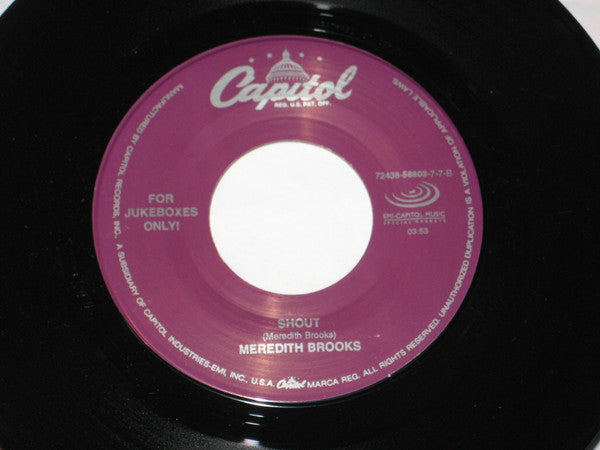 Capitol
REG. U.S. PAT. OFF.
72438-58803-7-7-B
FOR
JUKEBOXES
ONLY!
EMI-CAPITOL MUSIC
SPECIAL MARKETS
03:53
SHOUT
(Meredith Brooks)
MEREDITH BROOKS
MANUFACTURED BY CAPITOL RECORDS, INC., A SUBSIDIARY OF CAPITOL INDUSTRIES-EMI, INC., U.S.A. Capitol MARCA REG. ALL RIGHTS RESERVED. UNAUTHORIZED DUPLICATION IS A VIOLATION OF APPLICABLE LAWS.